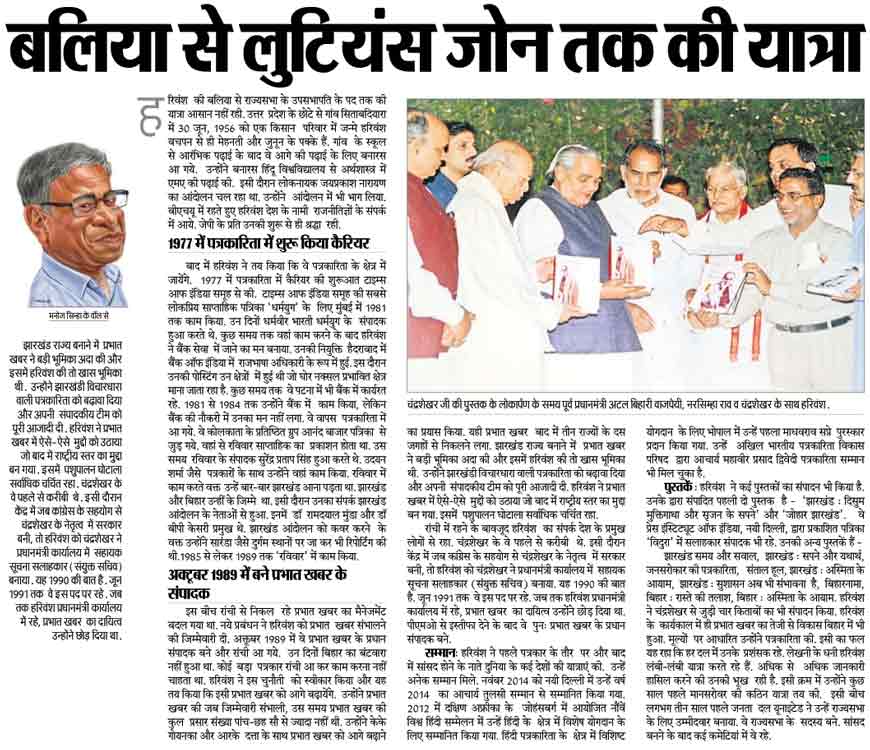 बलिया से लुटियंस जोन तक की यात्रा
मनोज सिन्हा के वॉल से
झारखंड राज्य बनाने में प्रभात
खबर ने बड़ी भूमिका अदा की और
इसमें हरिवंश की तो खास भूमिका
थी . उन्होंने झारखंडी विचारधारा
वाली पत्रकारिता को बढ़ावा दिया
और अपनी संपादकीय टीम को
पूरी आजादी दी . हरिवंश ने प्रभात
खबर में ऐसे- ऐसे मुद्दों को उठाया
जो बाद में राष्ट्रीय स्तर का मुद्दा
बन गया . इसमें पशुपालन घोटाला
सर्वाधिक चर्चित रहा . चंद्रशेखर के
वे पहले से करीबी थे . इसी दौरान
केंद्र में जब कांग्रेस के सहयोग से
चंद्रशेखर के नेतृत्व में सरकार
बनी, तो हरिवंश को चंद्रशेखर ने
प्रधानमंत्री कार्यालय में सहायक
सूचना सलाहकार ( संयुक्त सचिव)
बनाया . यह 1990 की बात है . जून
1991 तक वे इस पद पर रहे . जब
तक हरिवंश प्रधानमंत्री कार्यालय
में रहे, प्रभात खबर का दायित्व
उन्होंने छोड़ दिया था .
हरिवंश की बलिया से राज्यसभा के उपसभापति के पद तक की
यात्रा आसान नहीं रही. उत्तर प्रदेश के छोटे से गांव सिताबदियारा
में 30 जून, 1956 को एक किसान परिवार में जन्मे हरिवंश
बचपन से ही मेहनती और जुनून के पक्के हैं. गांव के स्कूल
से आरंभिक पढ़ाई के बाद वे आगे की पढ़ाई के लिए बनारस
आ गये. उन्होंने बनारस हिंदू विश्वविद्यालय से अर्थशास्त्र में
एमए की पढ़ाई की. इसी दौरान लोकनायक जयप्रकाश नारायण
का आंदोलन चल रहा था. उन्होंने आंदोलन में भी भाग लिया.
बीएचयू में रहते हुए हरिवंश देश के नामी राजनीतिज्ञों के संपर्क
में आये. जेपी के प्रति उनकी शुरू से ही श्रद्धा रही.
1977 में पत्रकारिता में शुरू किया कैरियर
बाद में हरिवंश ने तय किया कि वे पत्रकारिता के क्षेत्र में
जायेंगे. 1977 में पत्रकारिता में कैरियर की शुरूआत टाइम्स
आफ इंडिया समूह से की. टाइम्स आफ इंडिया समूह की सबसे
लोकप्रिय साप्ताहिक पत्रिका 'धर्मयुग' के लिए मुंबई में 1981
तक काम किया. उन दिनों धर्मवीर भारती धर्मयुग के संपादक
हुआ करते थे. कुछ समय तक वहां काम करने के बाद हरिवंश
ने बैंक सेवा में जाने का मन बनाया. उनकी नियुक्ति हैदराबाद में
बैंक ऑफ इंडिया में राजभाषा अधिकारी के रूप में हुई. इस दौरान
उनकी पोस्टिंग उन क्षेत्रों में हुई थी जो घोर नक्सल प्रभावित क्षेत्र
माना जाता रहा है. कुछ समय तक वे पटना में भी बैंक में कार्यरत
रहे. 1981 से 1984 तक उन्होंने बैंक में काम किया, लेकिन
बैंक की नौकरी में उनका मन नहीं लगा. वे वापस पत्रकारिता में
आ गये. वे कोलकाता के प्रतिष्ठित ग्रुप आनंद बाजार पत्रिका से
जुड़ गये, वहां से रविवार साप्ताहिक का प्रकाशन होता था. उस
समय रविवार के संपादक सुरेंद्र प्रताप सिंह हुआ करते थे. उदयन
शर्मा जैसे पत्रकारों के साथ उन्होंने वहां काम किया. रविवार में
काम करते वक्त उन्हें बार-बार झारखंड आना पड़ता था. झारखंड
और बिहार उन्हीं के जिम्मे था. इसी दौरान उनका संपर्क झारखंड
आंदोलन के नेताओं से हुआ. इनमें डॉ रामदयाल मुंडा और डॉ
बीपी केसरी प्रमुख थे. झारखंड आंदोलन को कवर करने के
वक्त उन्होंने सारंडा जैसे दुर्गम स्थानों पर जा कर भी रिपोर्टिंग की
थी.1985 से लेकर 1989 तक 'रविवार' में काम किया.
अक्टूबर 1989 में बने प्रभात खबर के
संपादक
इस बीच रांची से निकल रहे प्रभात खबर का मैनेजमेंट
बदल गया था. नये प्रबंधन ने हरिवंश को प्रभात खबर संभालने
की जिम्मेवारी दी. अक्तूबर 1989 में वे प्रभात खबर के प्रधान
संपादक बने और रांची आ गये. उन दिनों बिहार का बंटवारा
नहीं हुआ था. कोई बड़ा पत्रकार रांची आ कर काम करना नहीं
चाहता था. हरिवंश ने इस चुनौती को स्वीकार किया और यह
तय किया कि इसी प्रभात खबर को आगे बढ़ायेंगे. उन्होंने प्रभात
खबर की जब जिम्मेवारी संभाली, उस समय प्रभात खबर की
कुल प्रसार संख्या पांच-छह सौ से ज्यादा नहीं थी. उन्होंने केके
गोयनका और आरके दत्ता के साथ प्रभात खबर को आगे बढ़ाने
चंद्रशेखर जी की पुस्तक के लोकार्पण के समय पूर्व प्रधानमंत्री अटल बिहारी वाजपेयी, नरसिम्हा राव व चंद्रशेखर के साथ हरिवंश .
का प्रयास किया. यही प्रभात खबर बाद में तीन राज्यों के दस
जगहों से निकलने लगा. झारखंड राज्य बनाने में प्रभात खबर
ने बड़ी भूमिका अदा की और इसमें हरिवंश की तो खास भूमिका
थी. उन्होंने झारखंडी विचारधारा वाली पत्रकारिता को बढ़ावा दिया
और अपनी संपादकीय टीम को पूरी आजादी दी. हरिवंश ने प्रभात
खबर में ऐसे-ऐसे मुद्दों को उठाया जो बाद में राष्ट्रीय स्तर का मुद्दा
बन गया. इसमें पशुपालन घोटाला सर्वाधिक चर्चित रहा.
रांची में रहने के बावजूद हरिवंश का संपर्क देश के प्रमुख
लोगों से रहा. चंद्रशेखर के वे पहले से करीबी थे. इसी दौरान
केंद्र में जब कांग्रेस के सहयोग से चंद्रशेखर के नेतृत्व में सरकार
बनी, तो हरिवंश को चंद्रशेखर ने प्रधानमंत्री कार्यालय में सहायक
सूचना सलाहकार (संयुक्त सचिव) बनाया. यह 1990 की बात
है. जून 1991 तक वे इस पद पर रहे. जब तक हरिवंश प्रधानमंत्री
कार्यालय में रहे, प्रभात खबर का दायित्व उन्होंने छोड़ दिया था.
पीएमओ से इस्तीफा देने के बाद वे पुनः प्रभात खबर के प्रधान
संपादक बने.
सम्मान: हरिवंश ने पहले पत्रकार के तौर पर और बाद
में सांसद होने के नाते दुनिया के कई देशों की यात्राएं की. उन्हें
अनेक सम्मान मिले. नवंबर 2014 को नयी दिल्ली में उन्हें वर्ष
2014 का आचार्य तुलसी सम्मान से सम्मानित किया गया.
2012 में दक्षिण अफ्रीका के जोहंसबर्ग में आयोजित नौवें
विश्व हिंदी सम्मेलन में उन्हें हिंदी के क्षेत्र में विशेष योगदान के
लिए सम्मानित किया गया. हिंदी पत्रकारिता के क्षेत्र में विशिष्ट
योगदान के लिए भोपाल में उन्हें पहला माधवराव सप्रे पुरस्कार
प्रदान किया गया. उन्हें अखिल भारतीय पत्रकारिता विकास
परिषद द्वारा आचार्य महावीर प्रसाद द्विवेदी पत्रकारिता सम्मान
भी मिल चुका है.
पुस्तकें: हरिवंश ने कई पुस्तकों का संपादन भी किया है.
उनके द्वारा संपादित पहली दो पुस्तकें है - 'झारखंड : दिसुम
मुक्तिगाथा और सृजन के सपने' और 'जोहार झारखंड'. वे
प्रेस इंस्टिट्यूट ऑफ इंडिया, नयी दिल्ली, द्वारा प्रकाशित पत्रिका
'विदुरा' में सलाहकार संपादक भी रहे. उनकी अन्य पुस्तकें हैं -
झारखंड समय और सवाल, झारखंड : सपने और यथार्थ,
जनसरोकार की पत्रकारिता, संताल हूल, झारखंड : अस्मिता के
आयाम, झारखंड : सुशासन अब भी संभावना है, बिहारनामा,
बिहार : रास्ते की तलाश, बिहार : अस्मिता के आयाम. हरिवंश
ने चंद्रशेखर से जुड़ी चार किताबों का भी संपादन किया. हरिवंश
के कार्यकाल में ही प्रभात खबर का तेजी से विकास बिहार में भी
हुआ. मूल्यों पर आधारित उन्होंने पत्रकारिता की. इसी का फल
यह रहा कि हर दल में उनके प्रशंसक रहे. लेखनी के धनी हरिवंश
लंबी-लंबी यात्रा करते रहे हैं. अधिक से अधिक जानकारी
हासिल करने की उनकी भूख रही है. इसी क्रम में उन्होंने कुछ
साल पहले मानसरोवर की कठिन यात्रा तय की. इसी बीच
लगभग तीन साल पहले जनता दल यूनाइटेड ने उन्हें राज्यसभा
के लिए उम्मीदवार बनाया. वे राज्यसभा के सदस्य बने. सांसद
बनने के बाद कई कमेटियों में वे रहे.